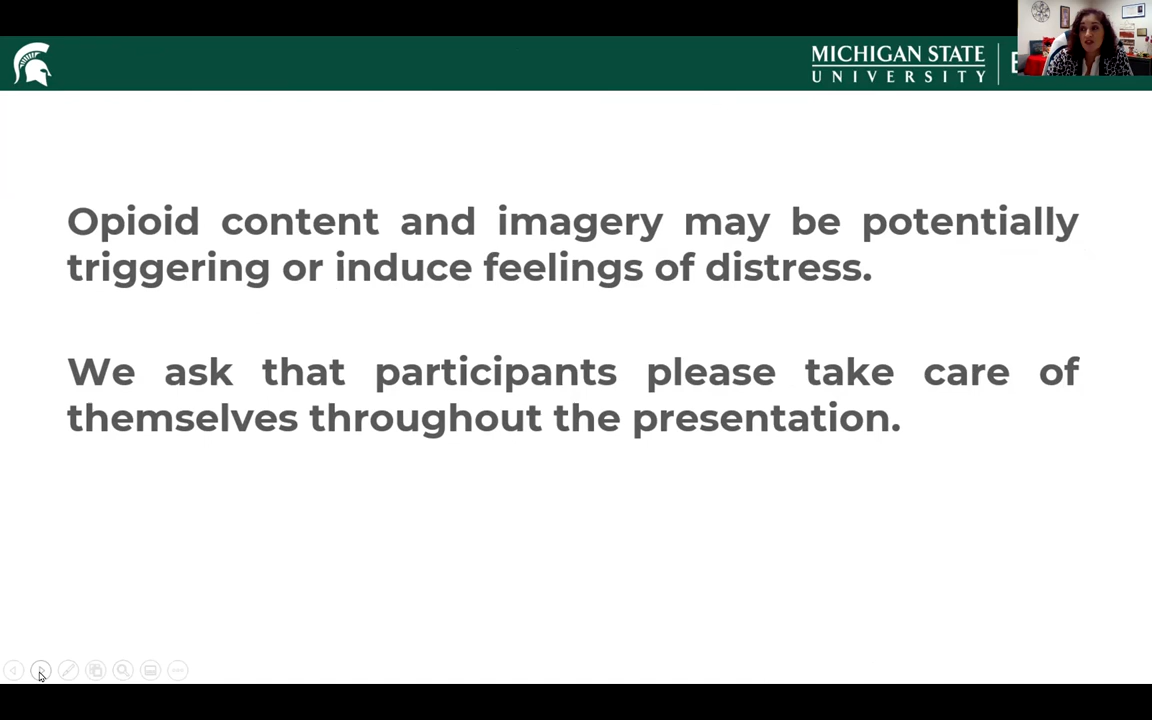 MICHIGAN STATE
UNIVERSITY
Opioid content and imagery may be potentially
triggering or induce feelings of distress.
We ask that participants please take care of
themselves throughout the presentation.